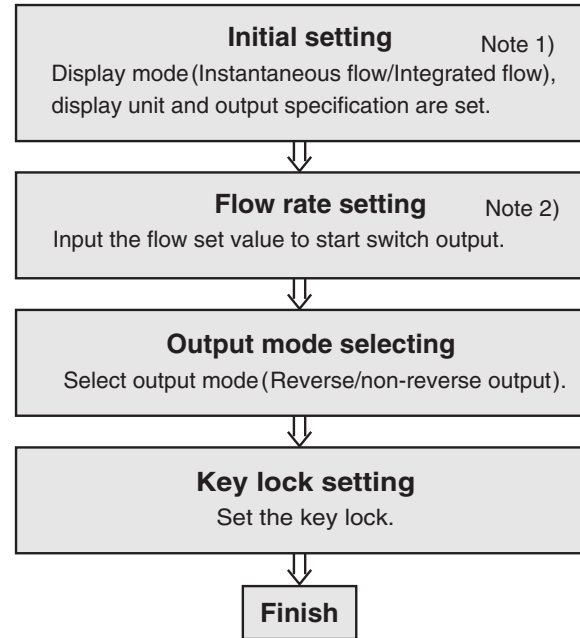 Initial setting Note 1)
Display mode (Instantaneous flow/Integrated flow),
display unit and output specification are set.
Flow rate setting Note 2)
Input the flow set value to start switch output.
Output mode selecting
Select output mode (Reverse/non-reverse output).
Key lock setting
Set the key lock.
Finish